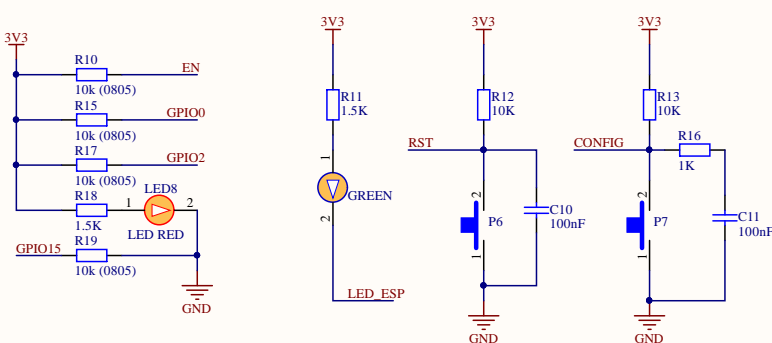 3V3
R10
EN
10k (0805)
R15
GPIO0
10k (0805)
R17
GPIO2
10k (0805)
R18
LED8
1
2
1.5K
LED RED
GPIO15
R19
10k (0805)
GND
3V3
R11
1.5K
1
GREEN
2
LED_ESP
3V3
R12
10K
RST
2
P6
1
C10
100nF
GND
3V3
R13
10K
CONFIG
R16
1K
2
P7
1
C11
100nF
GND